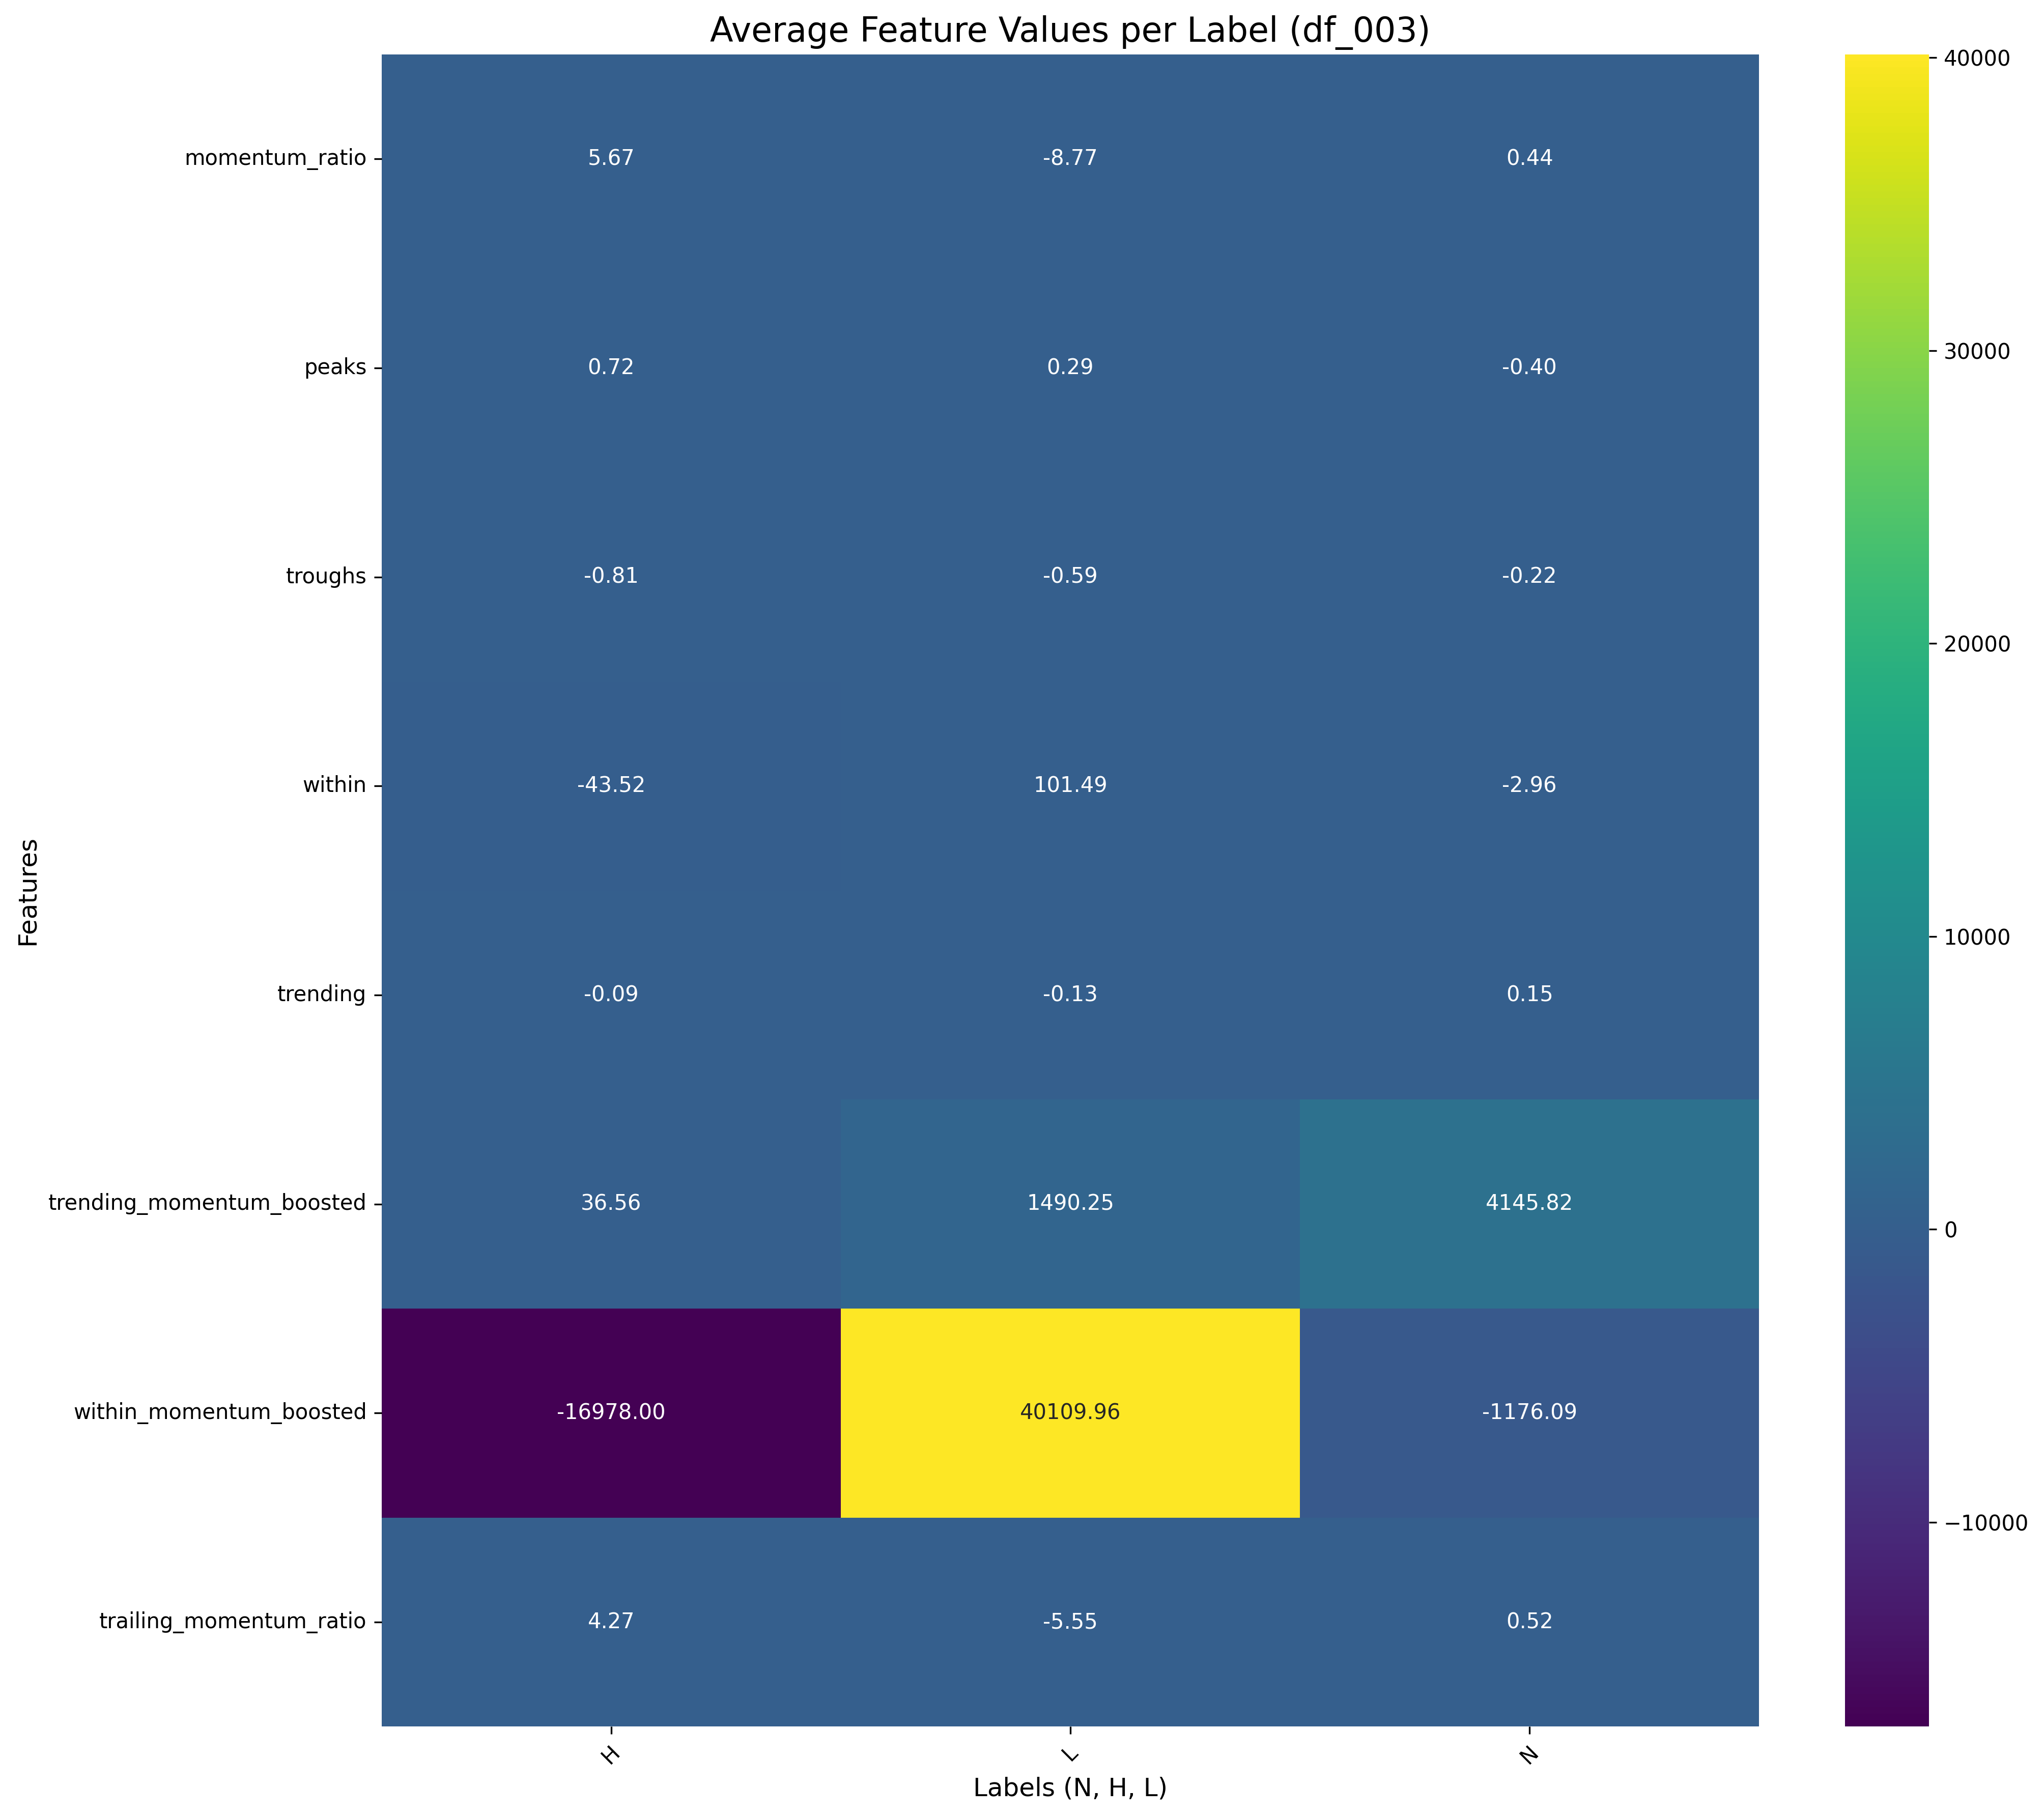 Average Feature Values per Label (df_003)
Features
momentum_ratio 5.67 -8.77 0.44
peaks 0.72 0.29 -0.40
troughs -0.81 -0.59 -0.22
within -43.52 101.49 -2.96
trending -0.09 -0.13 0.15
trending_momentum_boosted 36.56 1490.25 4145.82
within_momentum_boosted -16978.00 40109.96 -1176.09
trailing_momentum_ratio 4.27 -5.55 0.52
H L N
Labels (N, H, L)
40000
30000
20000
10000
0
−10000